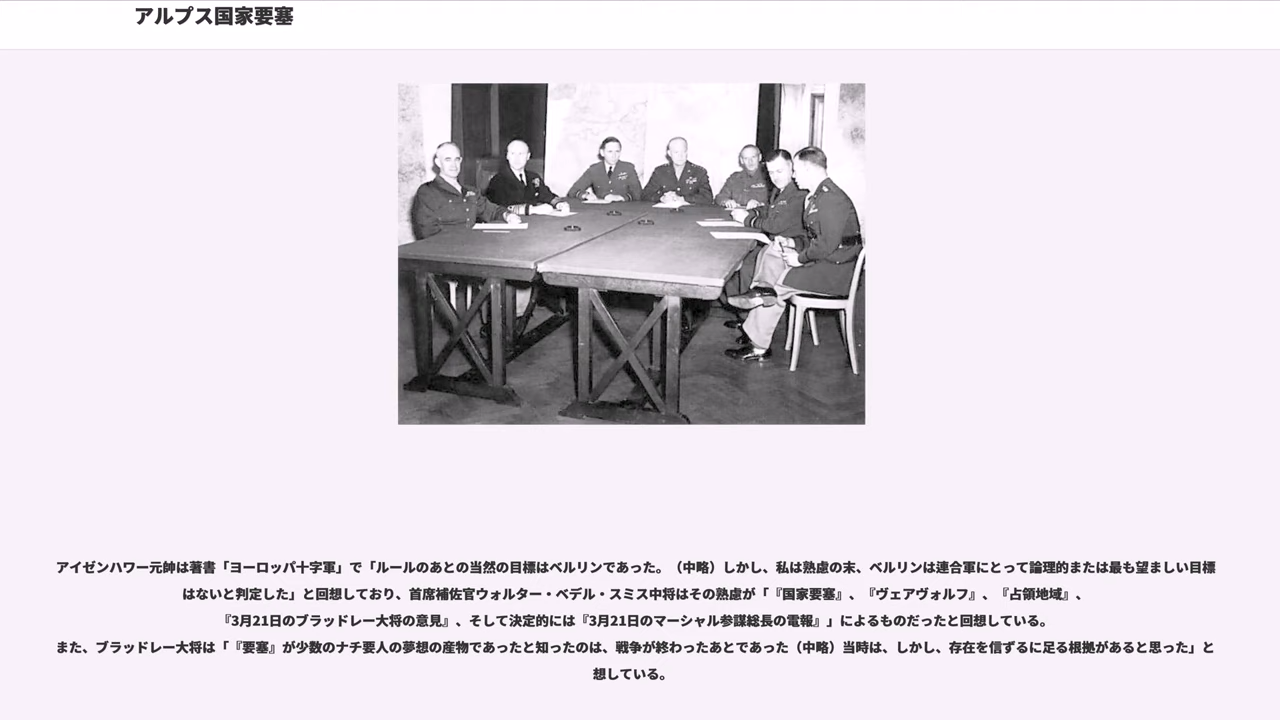 アルプス国家要塞
アイゼンハワー元帥は著書「ヨーロッパ十字軍」で「ルールのあとの当然の目標はベルリンであった。（中略）しかし、私は熟慮の末、ベルリンは連合軍にとって論理的または最も望ましい目標
はないと判定した」と回想しており、首席補佐官ウォルター・ベデル・スミス中将はその熟慮が「『国家要塞』、『ヴェアヴォルフ』、『占領地域』、
『3月21日のブラッドレー大将の意見』、そして決定的には『3月21日のマーシャル参謀総長の電報』」によるものだったと回想している。
また、ブラッドレー大将は「『要塞』が少数のナチ要人の夢想の産物であったと知ったのは、戦争が終わったあとであった（中略）当時は、しかし、存在を信ずるに足る根拠があると思った」と
想している。